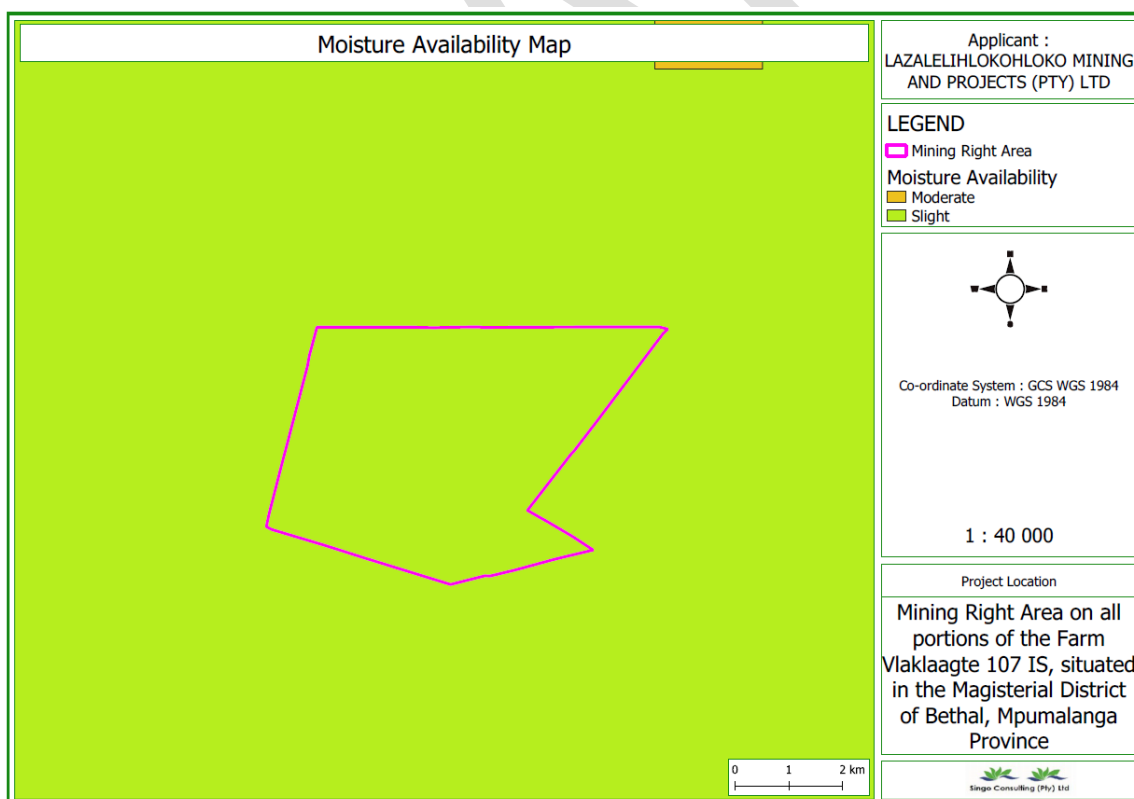 Moisture Availability Map
Applicant :
LAZALELIHLOKOHLOKO MINING
AND PROJECTS (PTY) LTD
LEGEND
Mining Right Area
Moisture Availability
Moderate
Slight
Co-ordinate System : GCS WGS 1984
Datum : WGS 1984
1 : 40 000
Project Location
Mining Right Area on all
portions of the Farm
Vlaklaagte 107 IS, situated
in the Magisterial District
of Bethal, Mpumalanga
Province
0 1 2 km
Singo Consulting (Pty) Ltd